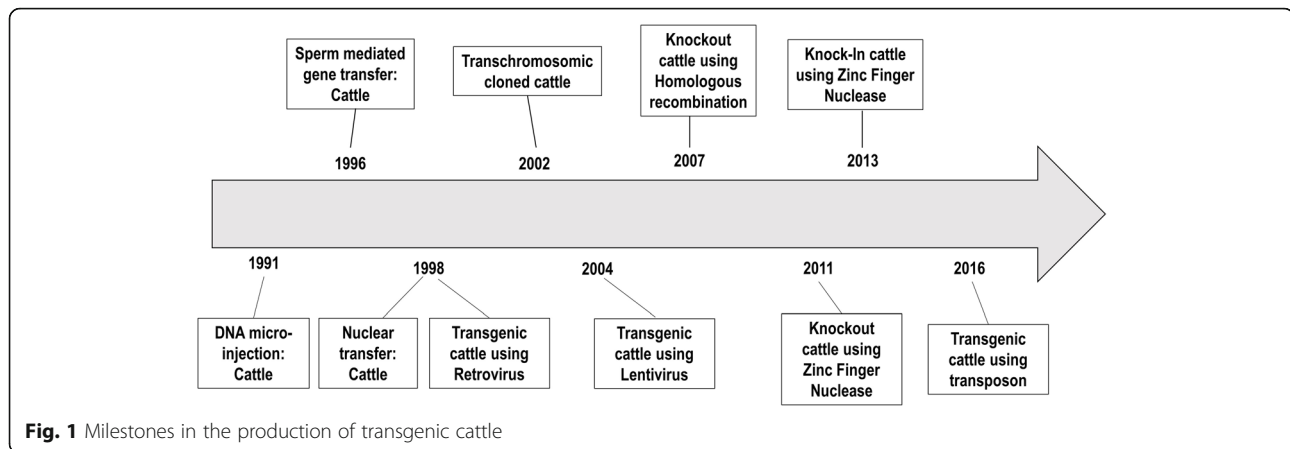 Sperm mediated
gene transfer:
Cattle
Transchromosomic
cloned cattle
Knockout
cattle using
Homologous
recombination
Knock-In cattle
using Zinc Finger
Nuclease
1996
2002
2007
2013
1991
1998
2004
2011
2016
DNA micro-
injection:
Cattle
Nuclear
transfer:
Cattle
Transgenic
cattle using
Retrovirus
Transgenic
cattle using
Lentivirus
Knockout
cattle using
Zinc Finger
Nuclease
Transgenic
cattle using
transposon
Fig. 1 Milestones in the production of transgenic cattle